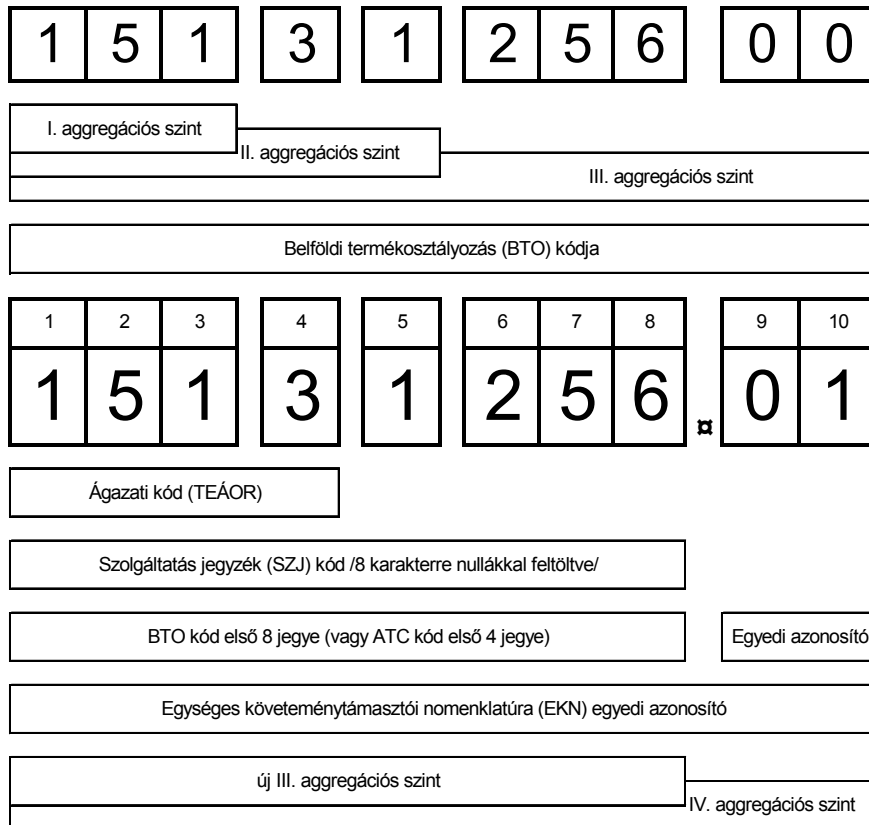 1 5 1 3 1 2 5 6 0 0
I. aggregációs szint
II. aggregációs szint
III. aggregációs szint
Belföldi termékosztályozás (BTO) kódja
1 2 3 4 5 6 7 8 9 10
1 5 1 3 1 2 5 6 ¤ 0 1
Ágazati kód (TEÁOR)
Szolgáltatás jegyzék (SZJ) kód /8 karakterre nullákkal feltöltve/
BTO kód első 8 jegye (vagy ATC kód első 4 jegye) Egyedi azonosító
Egységes követeménytámasztói nomenklatúra (EKN) egyedi azonosító
új III. aggregációs szint
IV. aggregációs szint